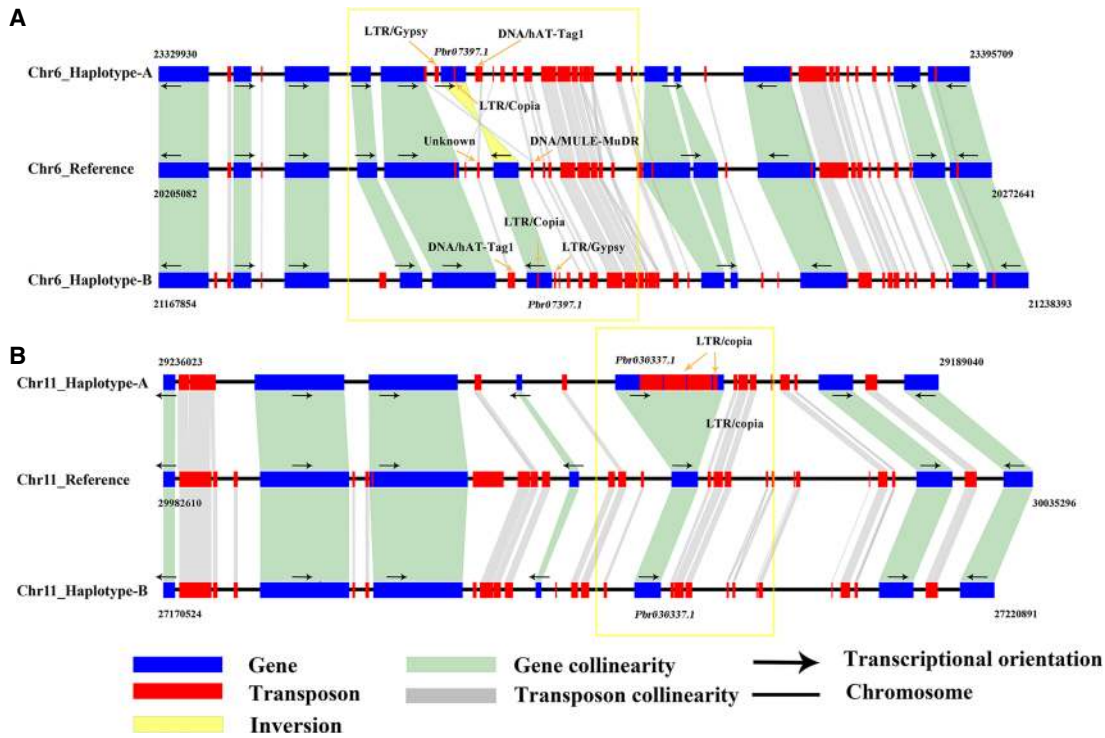 A
LTR/Gypsy
DNA/hAT-Tag1
23329930
Pbr07397.1
23395709
Chr6_Haplotype-A
LTR/Copia
Unknown
DNA/MULE-MuDR
Chr6_Reference
20205082
20272641
LTR/Copia
DNA/hAT-Tag1
LTR/Gypsy
Chr6_Haplotype-B
21167854
Pbr07397.1
21238393
B
LTR/copia
29236023
Pbr030337.1
29189040
Chr11_Haplotype-A
LTR/copia
Chr11_Reference
29982610
30035296
Chr11_Haplotype-B
27170524
Pbr030337.1
27220891
Gene
Gene collinearity
Transcriptional orientation
Transposon
Transposon collinearity
Chromosome
Inversion